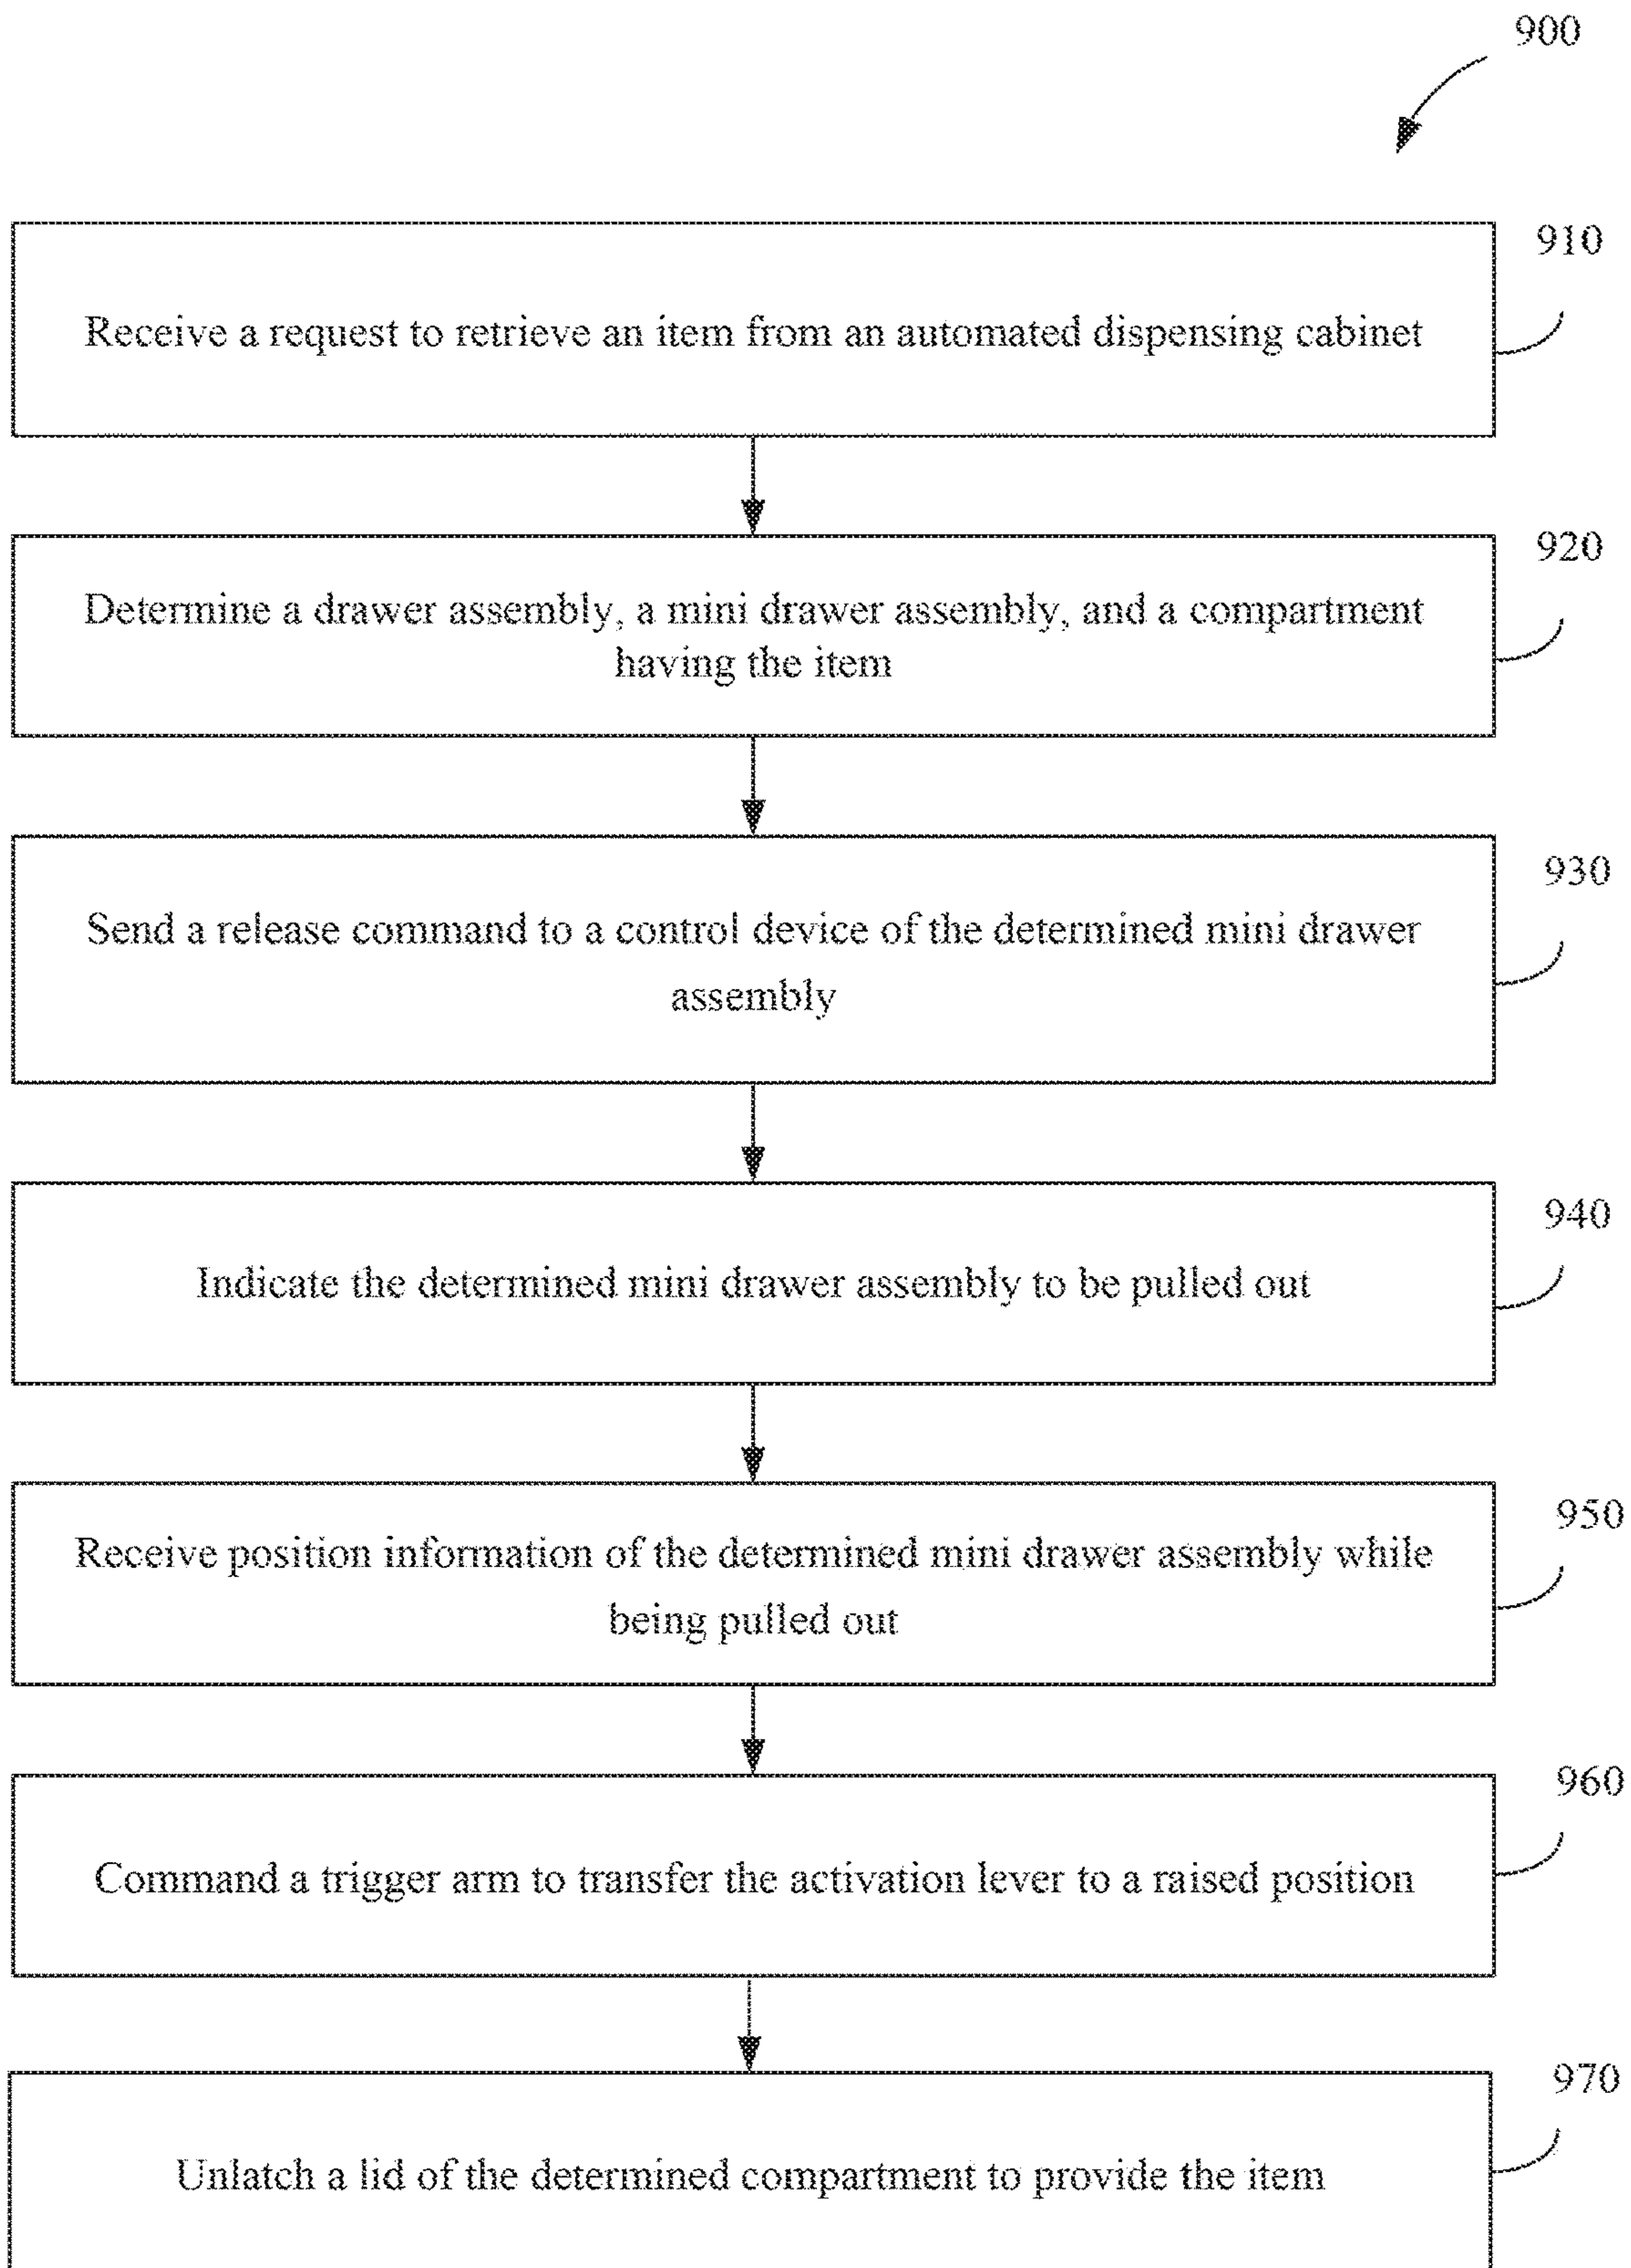 900
910
Receive a request to retrieve an item from an automated dispensing cabinet
920
Determine a drawer assembly, a mini drawer assembly, and a compartment
having the item
930
Send a release command to a control device of the determined mini drawer
assembly
940
Indicate the determined mini drawer assembly to be pulled out
950
Receive position information of the determined mini drawer assembly while
being pulled out
960
Command a trigger arm to transfer the activation lever to a raised position
970
Unlatch a lid of the determined compartment to provide the item